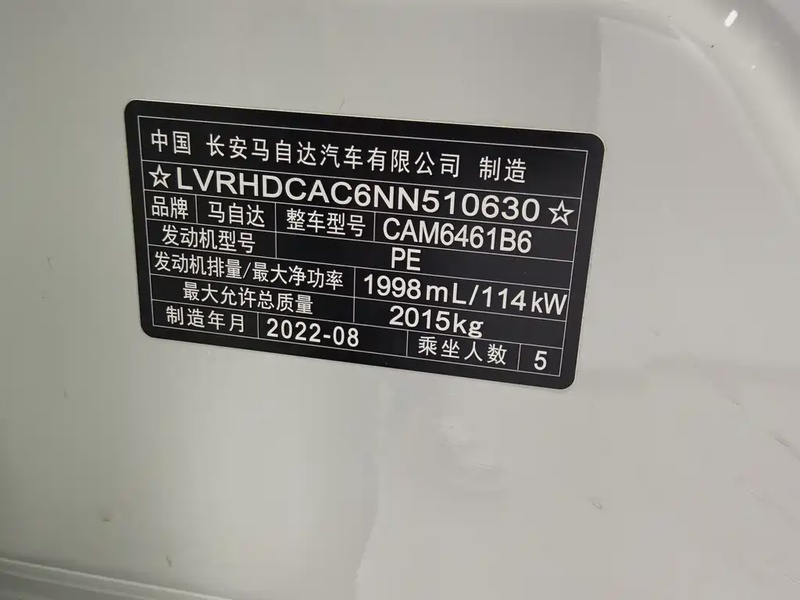 中国 长安马自达汽车有限公司 制造
☆LVRHDCAC6NN510630☆
品牌 马自达 整车型号 CAM6461B6
发动机型号 PE
发动机排量/最大净功率 1998mL/114kW
最大允许总质量 2015kg
制造年月 2022-08 乘坐人数 5